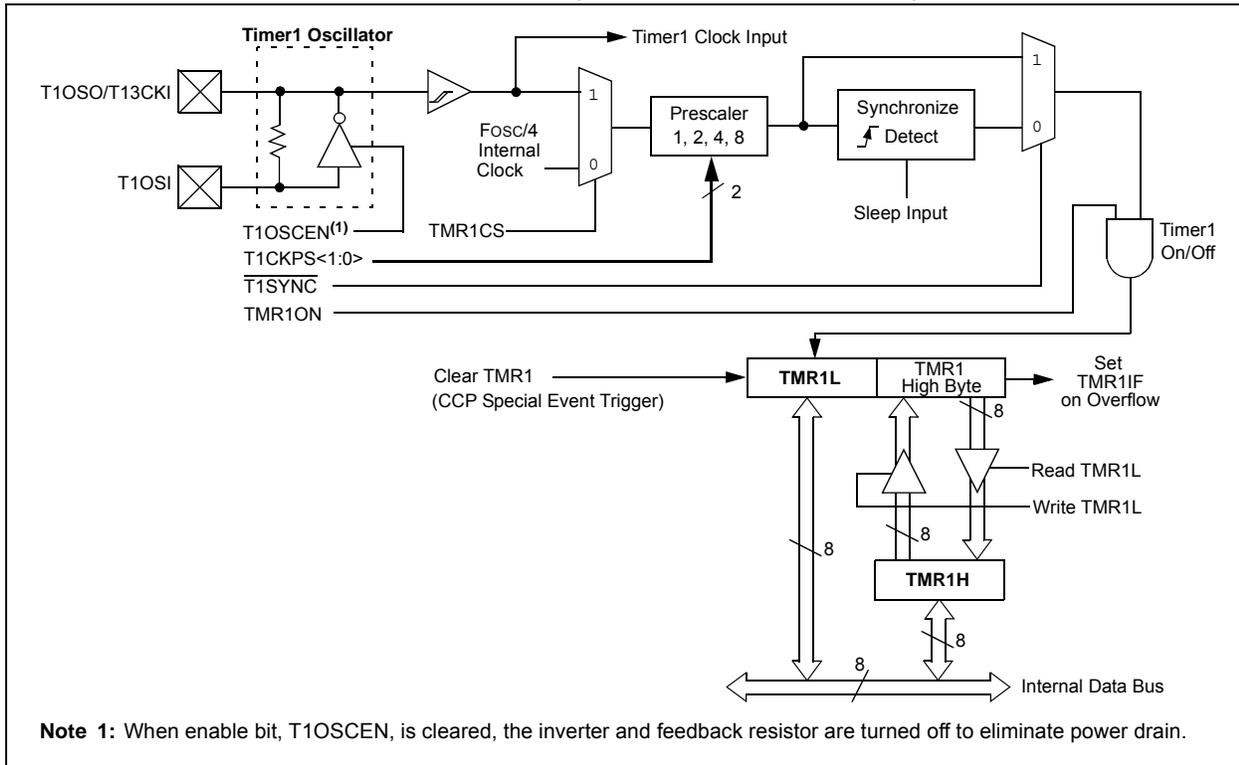 Timer1 Oscillator
Timer1 Clock Input
T1OSO/T13CKI
1
1
Prescaler
1, 2, 4, 8
Synchronize
Detect
FOSC/4
Internal
Clock
0
0
T1OSI
2
Sleep Input
T1OSCEN(1)
TMR1CS
Timer1
On/Off
T1CKPS<1:0>
T1SYNC
TMR1ON
Clear TMR1
(CCP Special Event Trigger)
TMR1L
TMR1
High Byte
Set
TMR1IF
on Overflow
8
Read TMR1L
Write TMR1L
8
8
TMR1H
8
8
Internal Data Bus
Note 1: When enable bit, T1OSCEN, is cleared, the inverter and feedback resistor are turned off to eliminate power drain.